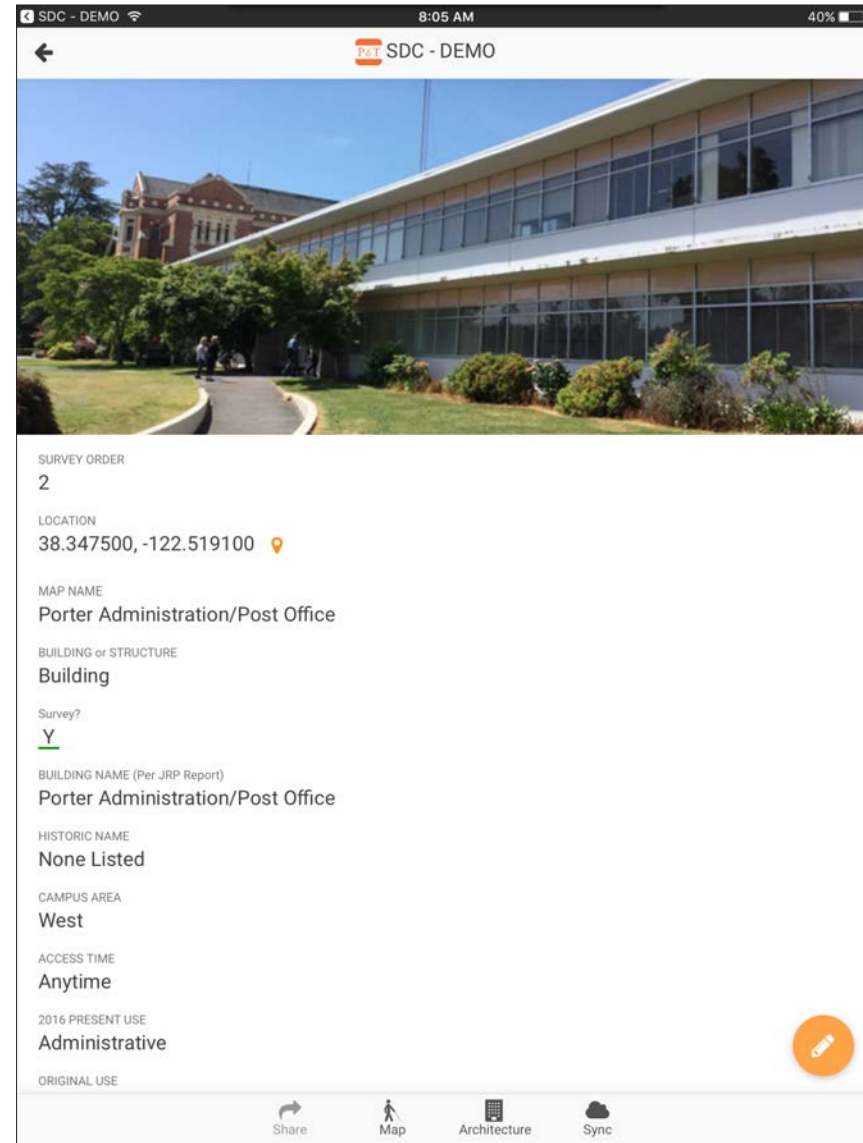 SDC - DEMO 8:05 AM 40%
P&T SDC - DEMO
SURVEY ORDER
2
LOCATION
38.347500, -122.519100
MAP NAME
Porter Administration/Post Office
BUILDING or STRUCTURE
Building
Survey?
Y
BUILDING NAME (Per JRP Report)
Porter Administration/Post Office
HISTORIC NAME
None Listed
CAMPUS AREA
West
ACCESS TIME
Anytime
2016 PRESENT USE
Administrative
ORIGINAL USE
Share Map Architecture Sync